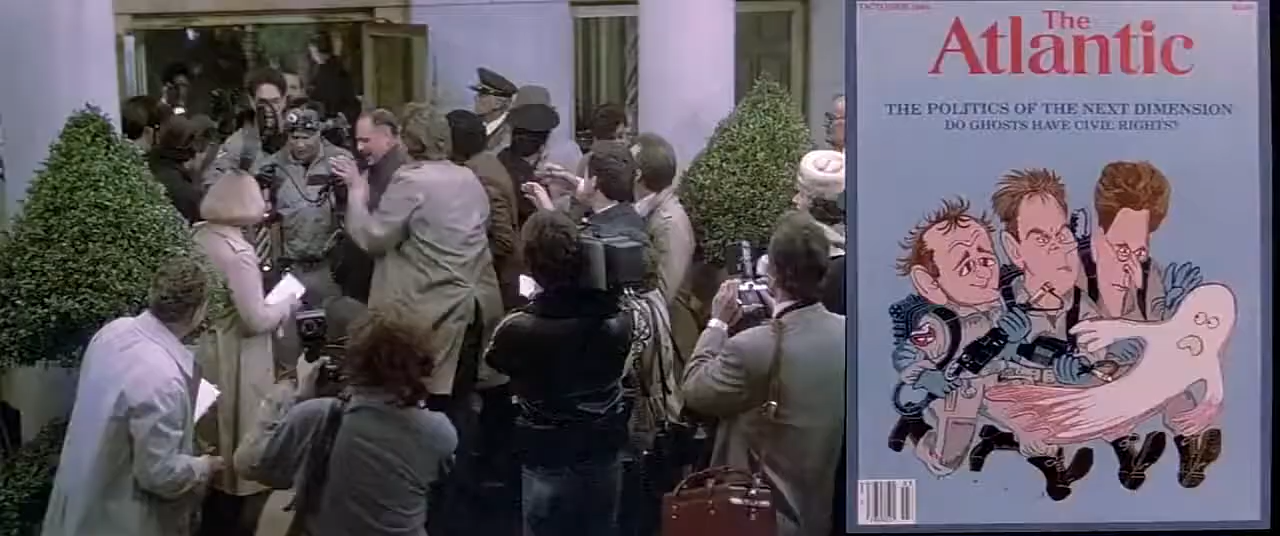 The
Atlantic
THE POLITICS OF THE NEXT DIMENSION
DO GHOSTS HAVE CIVIL RIGHTS?